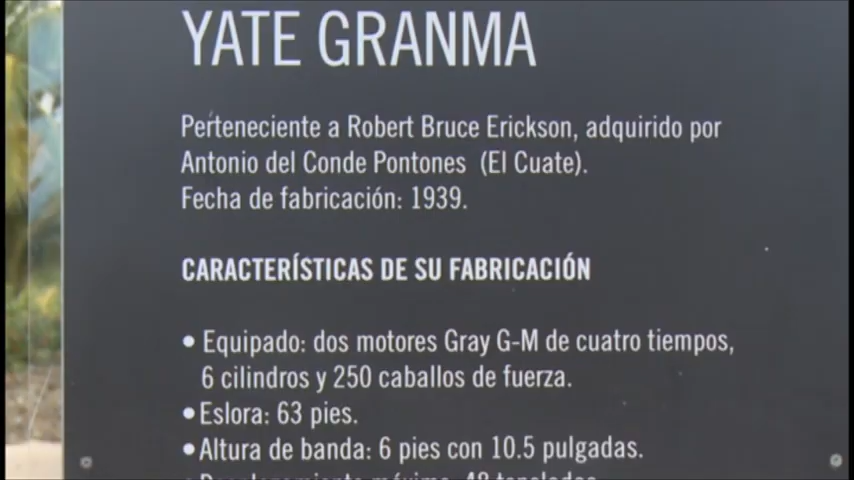 YATE GRANMA
Perteneciente a Robert Bruce Erickson, adquirido por
Antonio del Conde Pontones (El Cuate).
Fecha de fabricación: 1939.
CARACTERÍSTICAS DE SU FABRICACIÓN
• Equipado: dos motores Gray G-M de cuatro tiempos,
6 cilindros y 250 caballos de fuerza.
• Eslora: 63 pies.
• Altura de banda: 6 pies con 10.5 pulgadas.